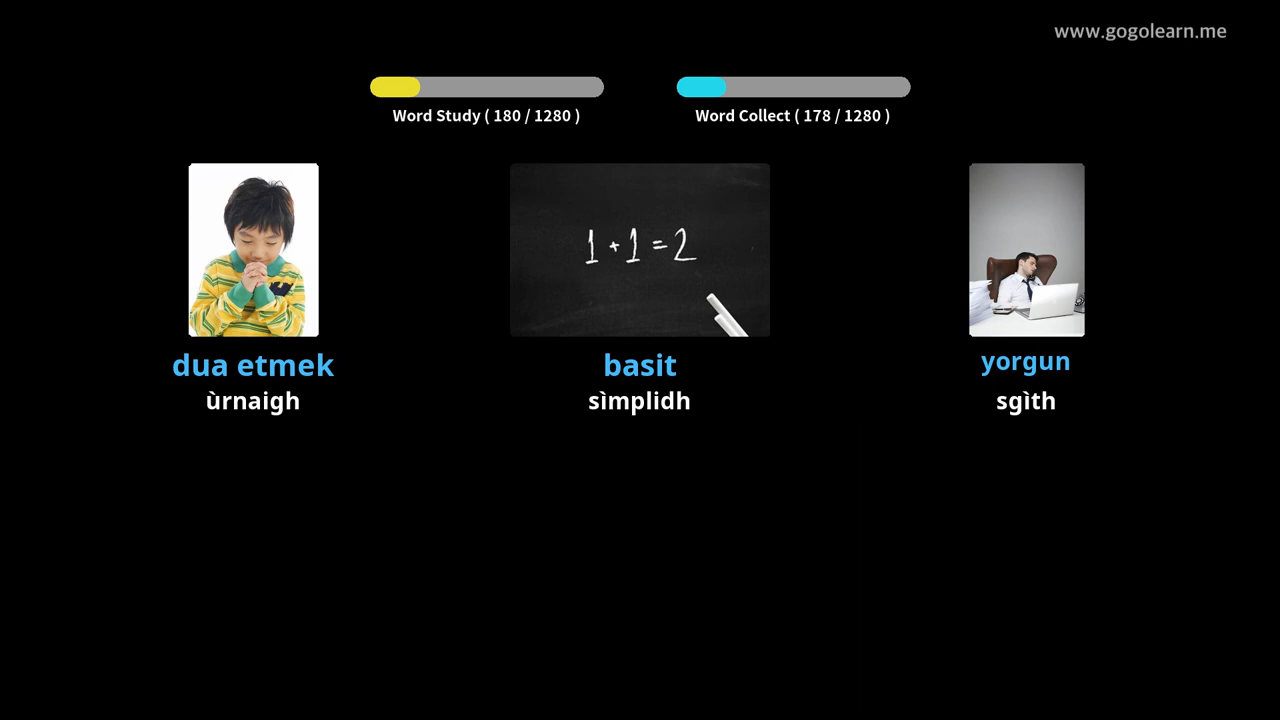 www.gogolearn.me
Word Study ( 180 / 1280 )
Word Collect ( 178 / 1280 )
1 + 1 = 2
dua etmek
basit
yorgun
ùrnaigh
sìmplidh
sgìth